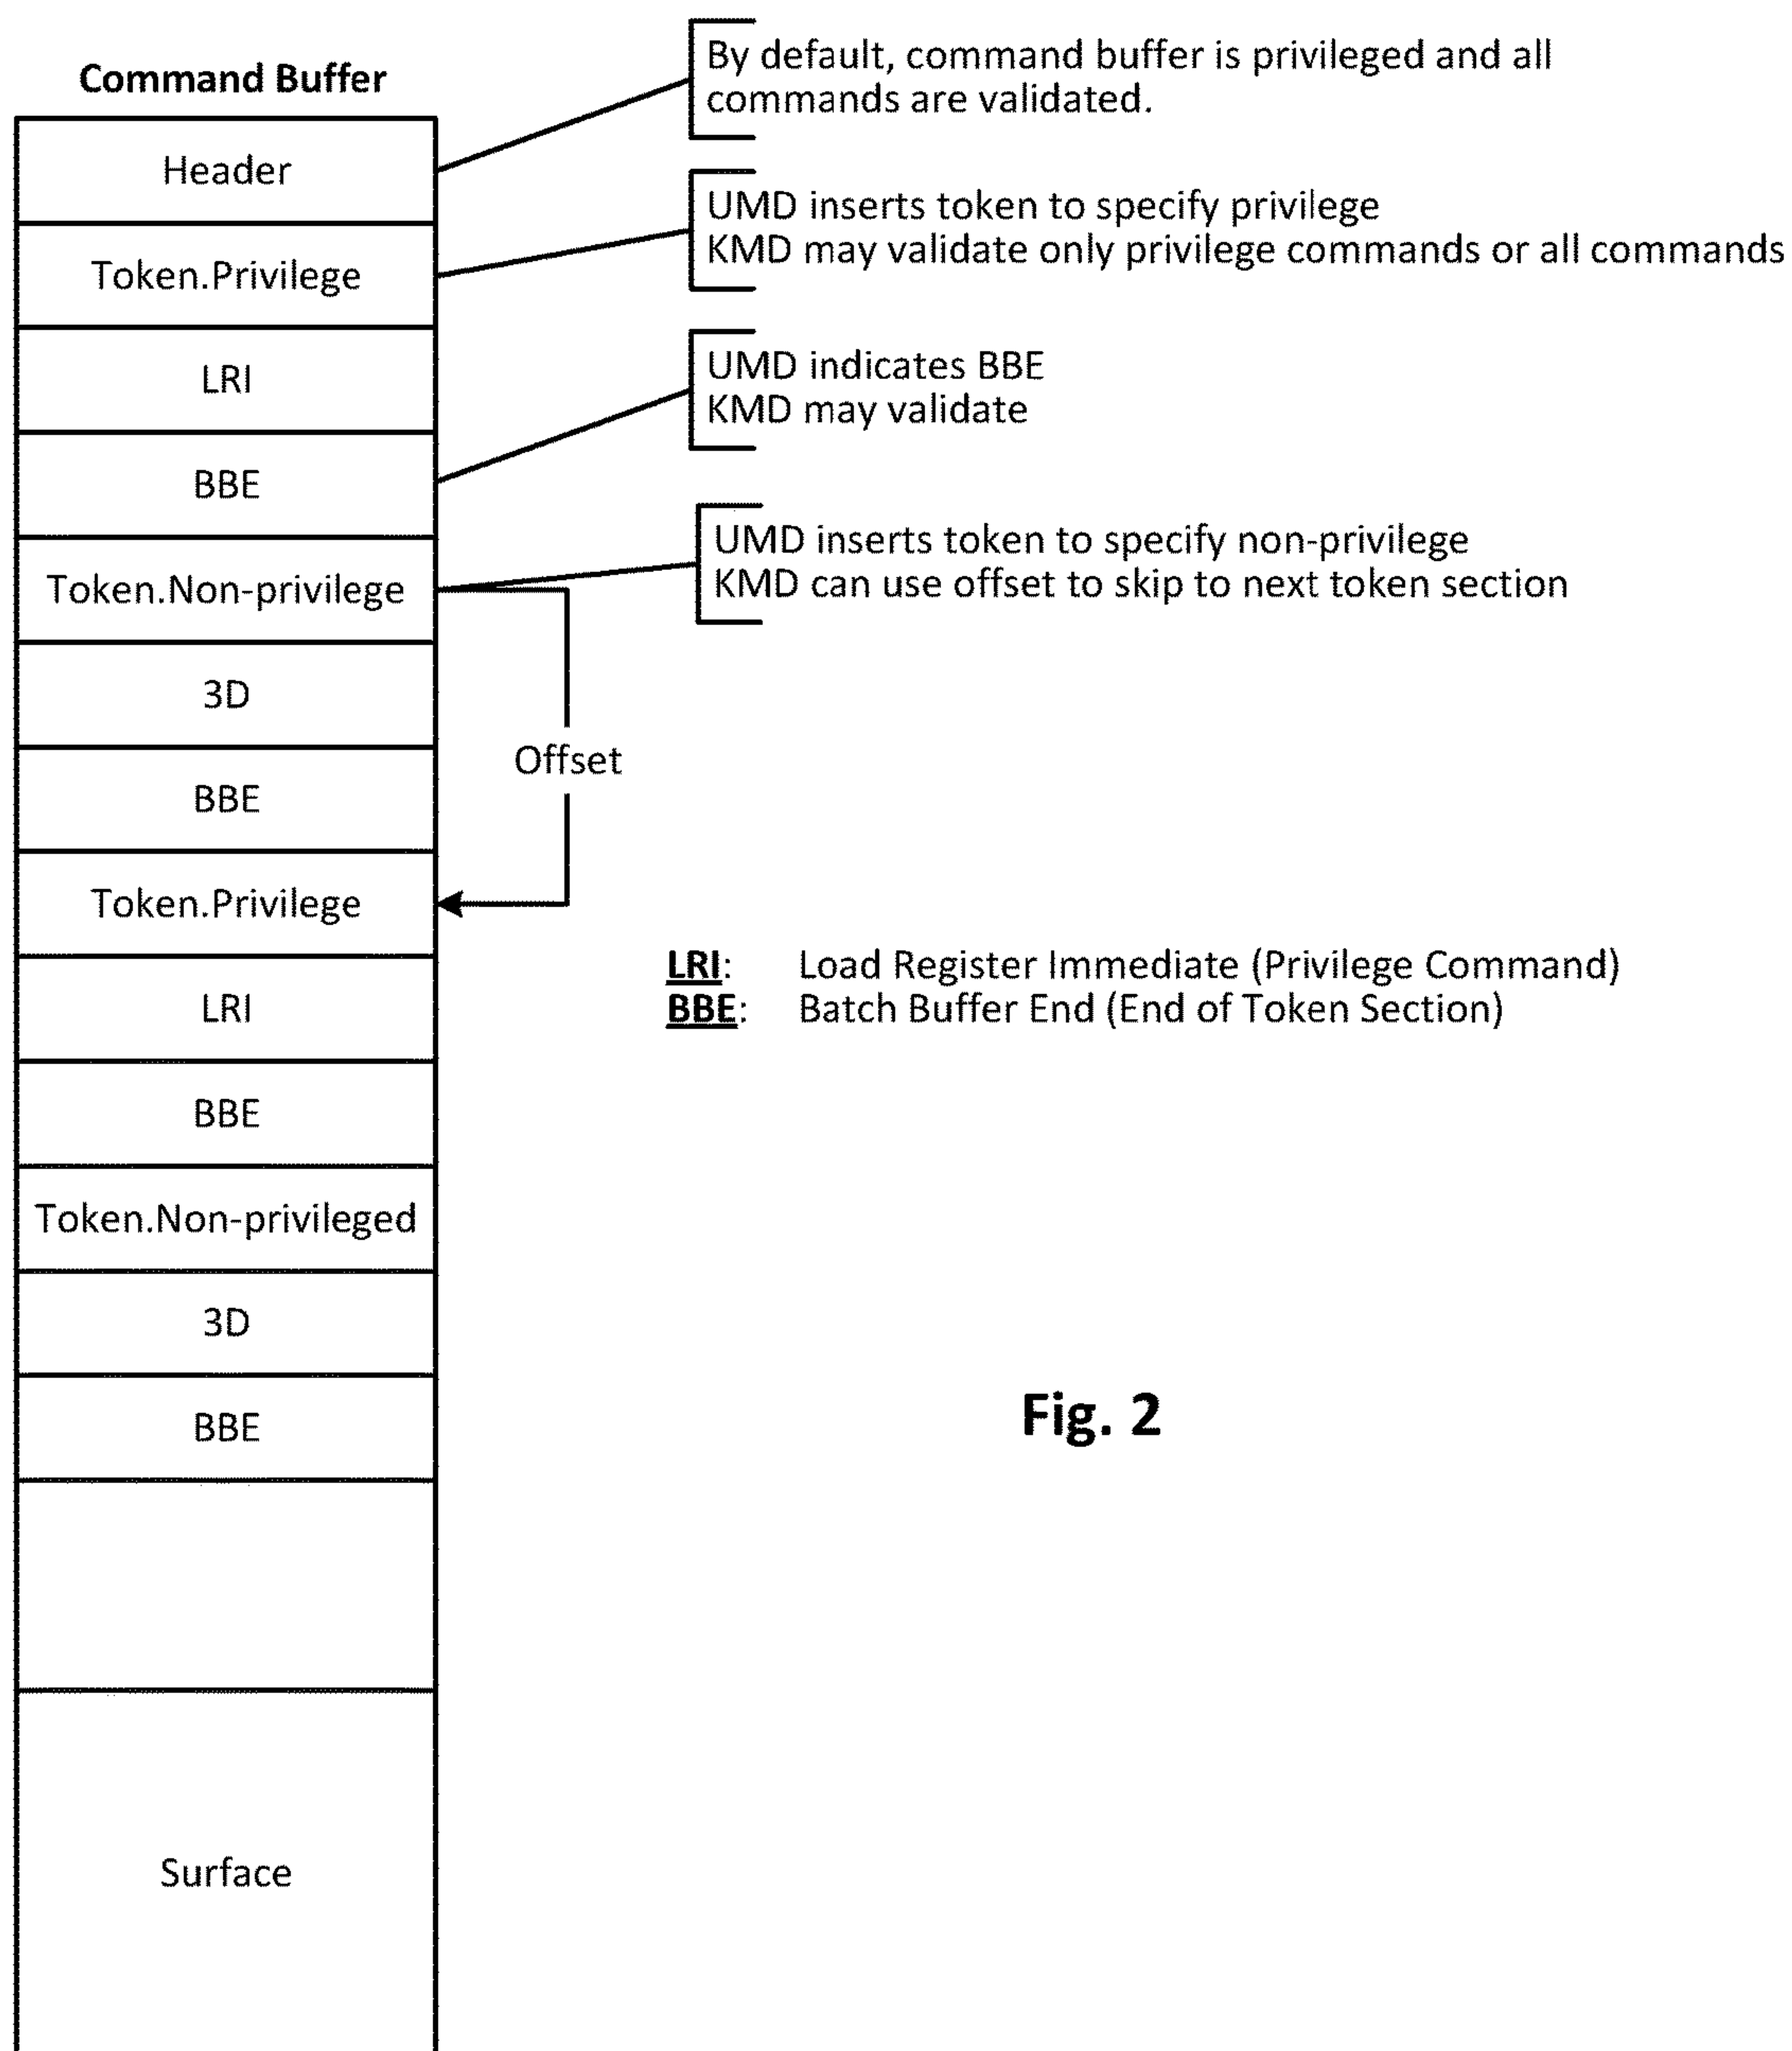 Command Buffer
Header
Token.Privilege
LRI
BBE
Token.Non-privilege
3D
BBE
Token.Privilege
LRI
BBE
Token.Non-privileged
3D
BBE
Surface
By default, command buffer is privileged and all
commands are validated.
UMD inserts token to specify privilege
KMD may validate only privilege commands or all commands
UMD indicates BBE
KMD may validate
UMD inserts token to specify non-privilege
KMD can use offset to skip to next token section
Offset
LRI: Load Register Immediate (Privilege Command)
BBE: Batch Buffer End (End of Token Section)
Fig. 2